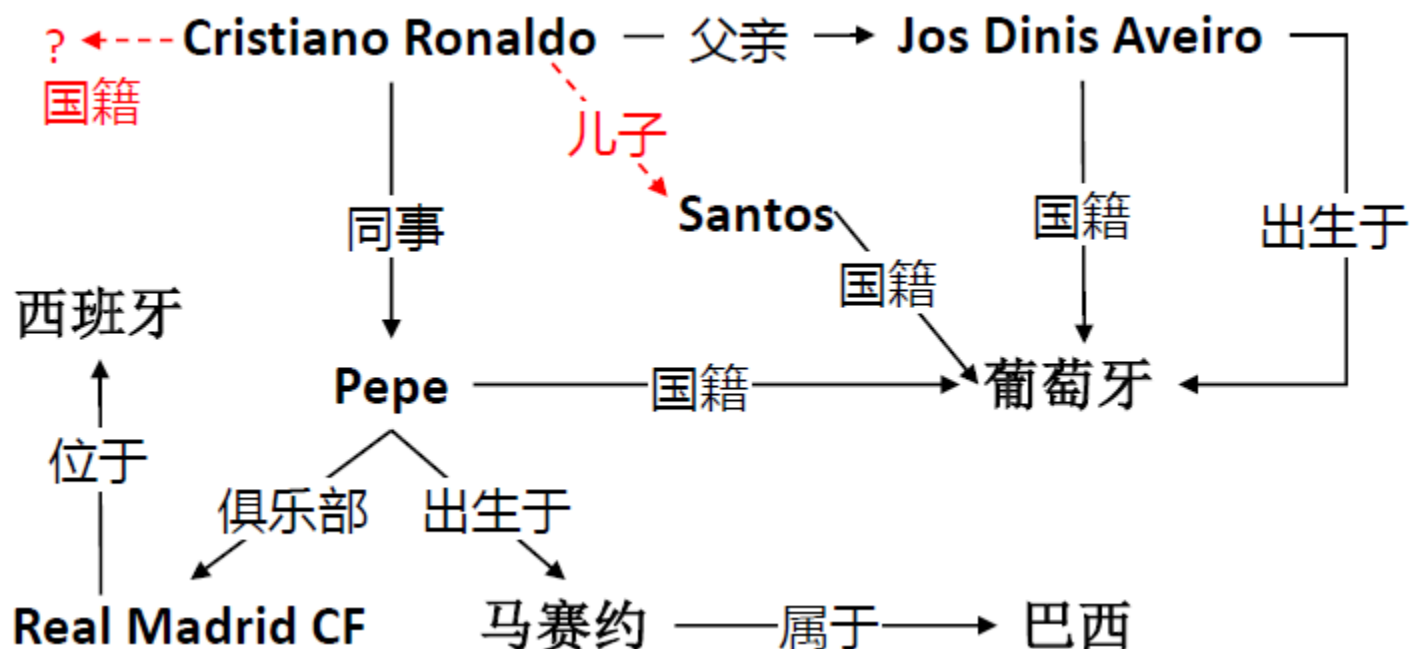 ? Cristiano Ronaldo 父亲 Jos Dinis Aveiro
国籍
儿子
同事 Santos 国籍 出生于
国籍
西班牙
Pepe 国籍 葡萄牙
位于
俱乐部 出生于
Real Madrid CF 马赛约 属于 巴西